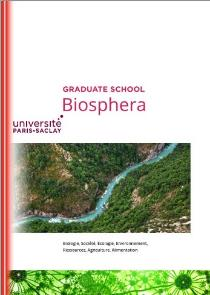 GRADUATE SCHOOL
Biosphera
université
PARIS-SACLAY
Biologie, Société, Ecologie, Environnement,
Ressources, Agriculture, Alimentation